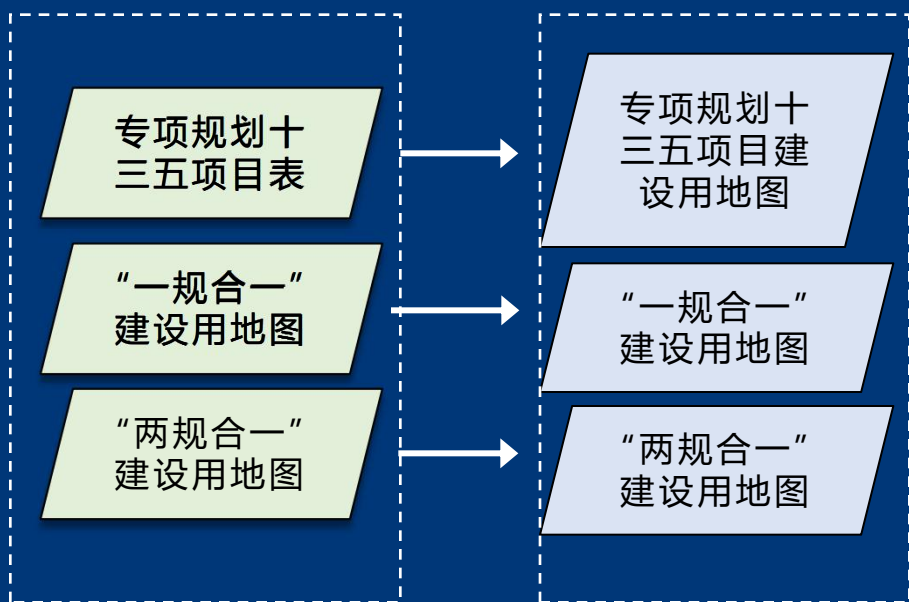 专项规划十
三五项目表
“一规合一”
建设用地图
“两规合一”
建设用地图
专项规划十
三五项目建
设用地图
“一规合一”
建设用地图
“两规合一”
建设用地图